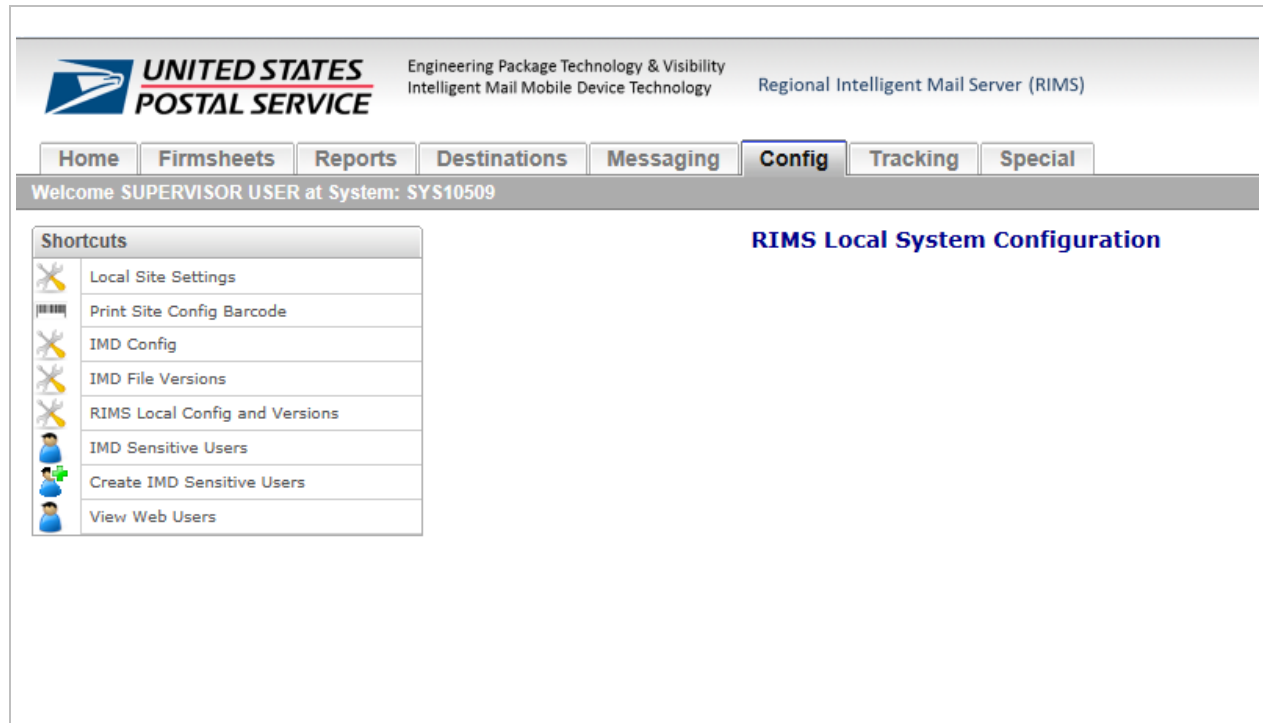 UNITED STATES
POSTAL SERVICE
Engineering Package Technology & Visibility
Intelligent Mail Mobile Device Technology
Regional Intelligent Mail Server (RIMS)
Home Firmsheets Reports Destinations Messaging Config Tracking Special
Welcome SUPERVISOR USER at System: SYS10509
Shortcuts
Local Site Settings
Print Site Config Barcode
IMD Config
IMD File Versions
RIMS Local Config and Versions
IMD Sensitive Users
Create IMD Sensitive Users
View Web Users
RIMS Local System Configuration